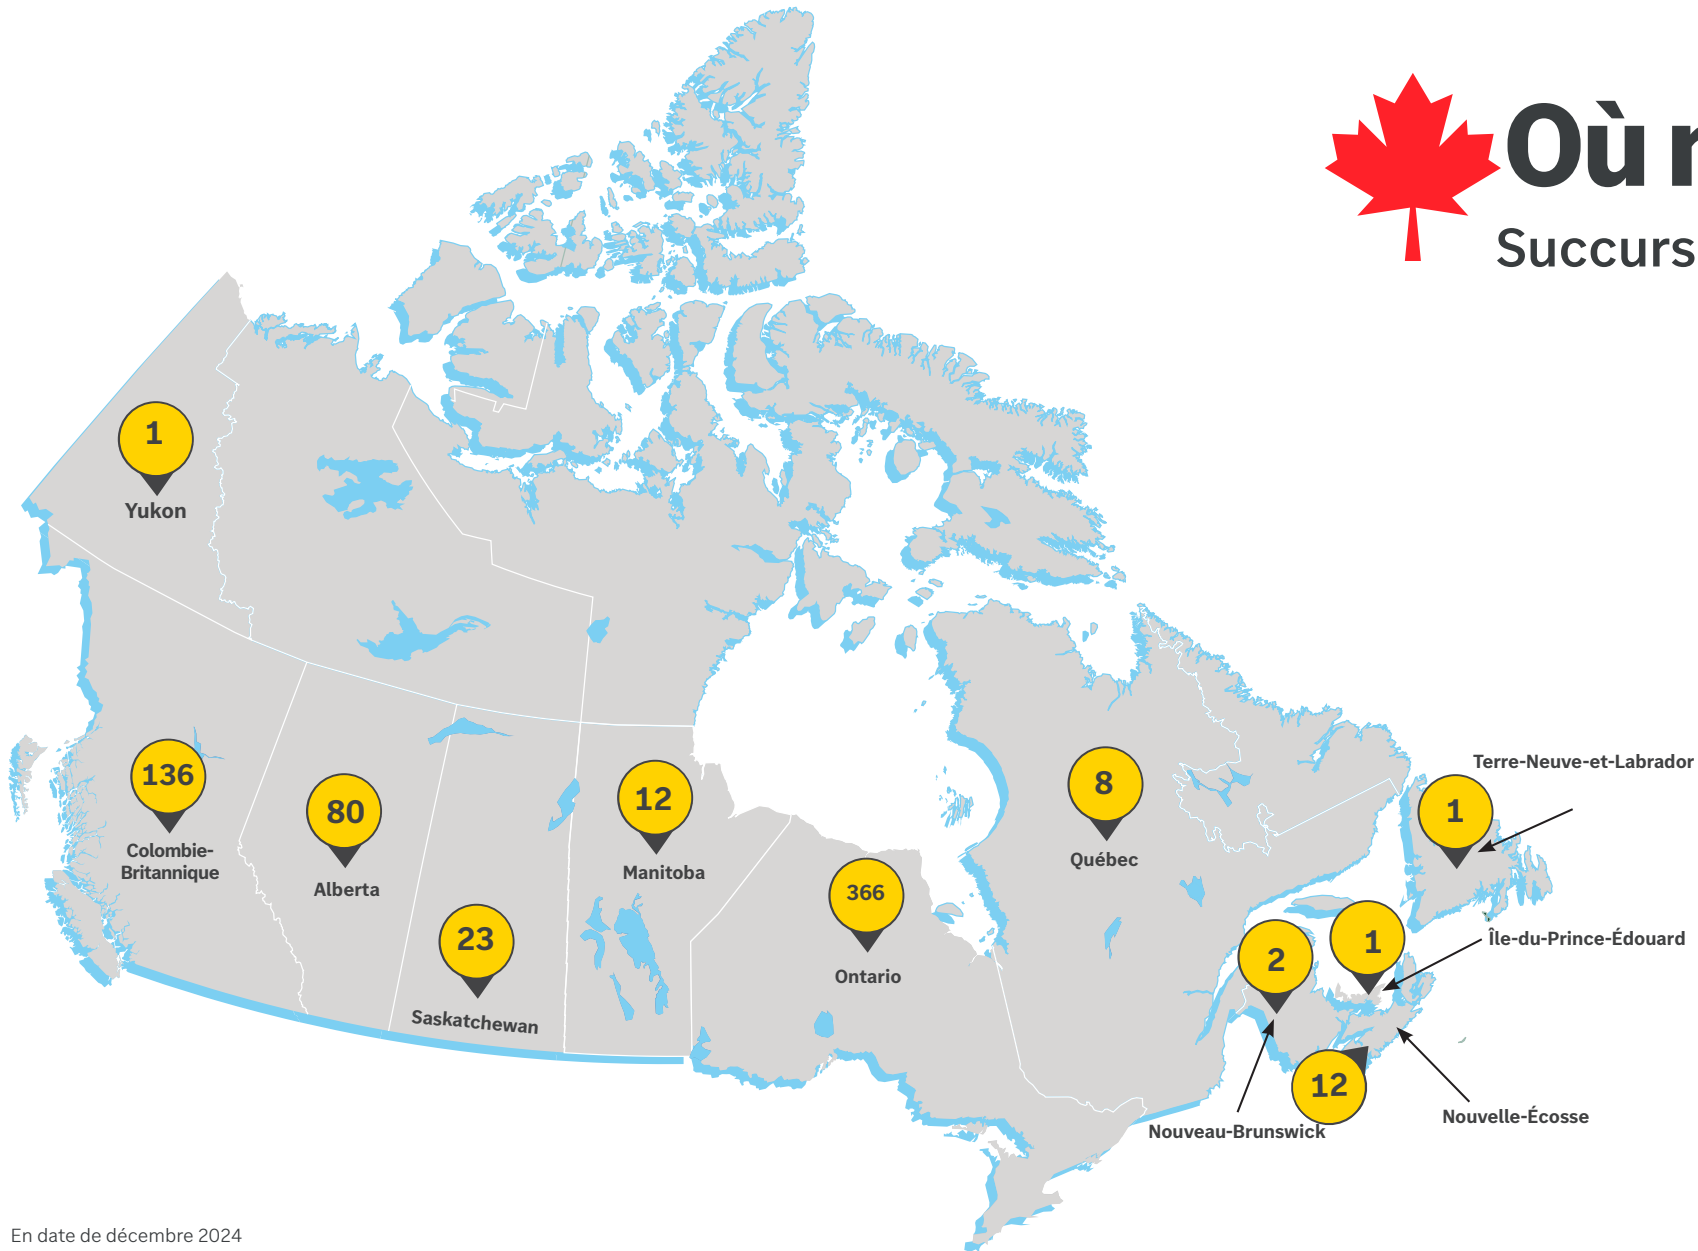 Où
Succurs
1
Yukon
136
Colombie-
Britannique
80
Alberta
23
Saskatchewan
12
Manitoba
366
Ontario
8
Québec
Terre-Neuve-et-Labrador
1
Île-du-Prince-Édouard
1
2
12
Nouvelle-Écosse
Nouveau-Brunswick
En date de décembre 2024